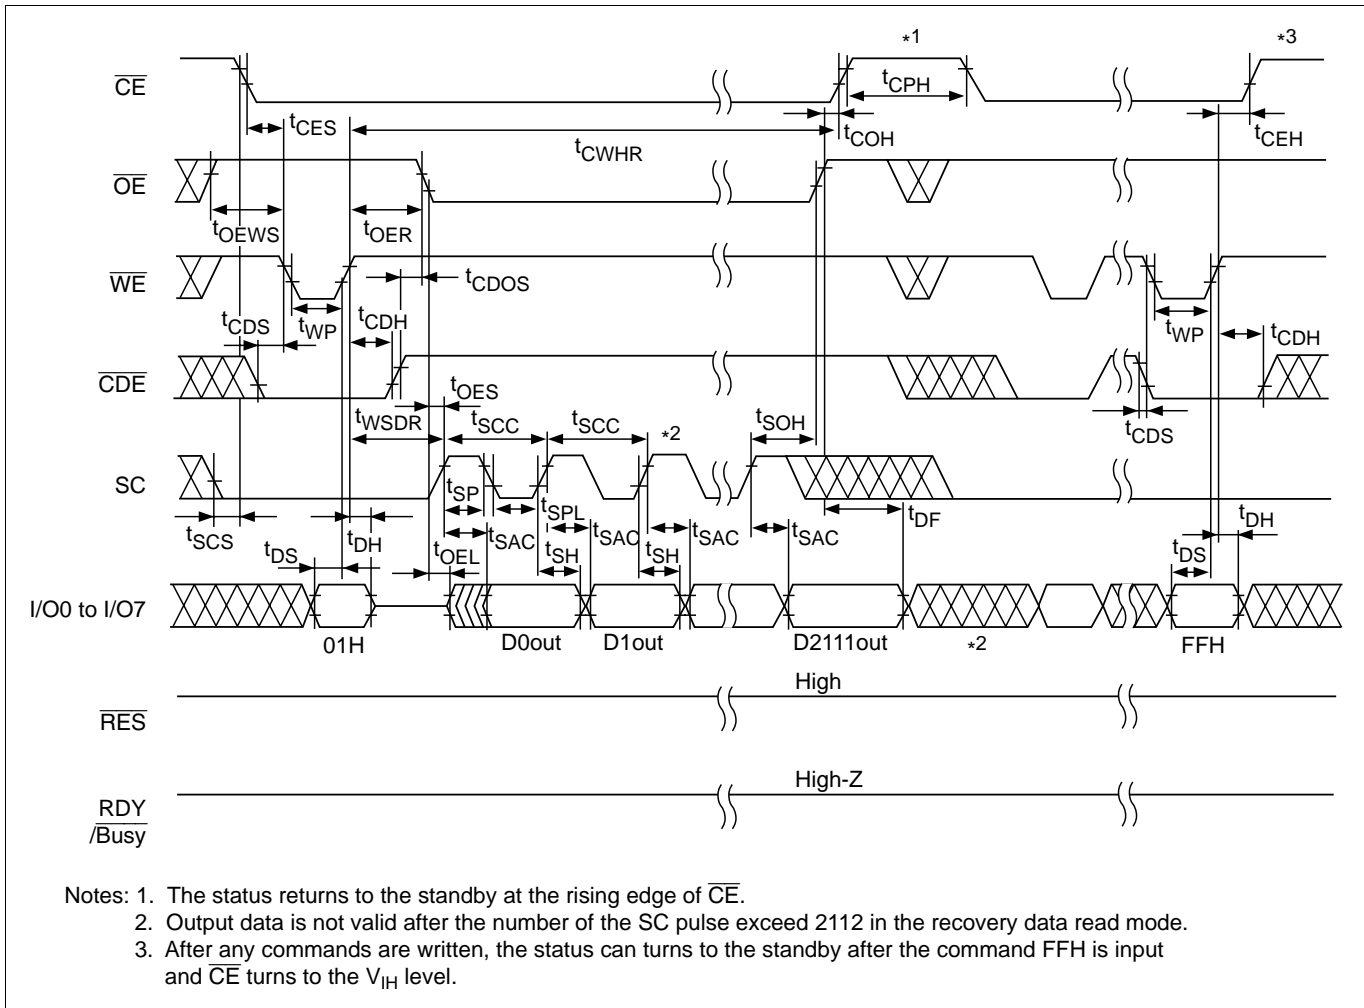 *1 *3
CE tCPH
tCES tCOH tCEH
tCWHR
OE
tOEWS tOER
WE tCDOS
tCDS tWP tCDH tWP tCDH
CDE
tOES
tWSDR tSCC tSCC *2 tSOH tCDS
SC
tSP tSPL tDF
tSCS tDS tDH tOEL tSAC tSH tSAC tSH tSAC tSAC tDS tDH
I/O0 to I/O7
01H D0out D1out D2111out *2 FFH
High
RES
High-Z
RDY
/Busy
Notes: 1. The status returns to the standby at the rising edge of CE.
2. Output data is not valid after the number of the SC pulse exceed 2112 in the recovery data read mode.
3. After any commands are written, the status can turns to the standby after the command FFH is input
and CE turns to the VIH level.